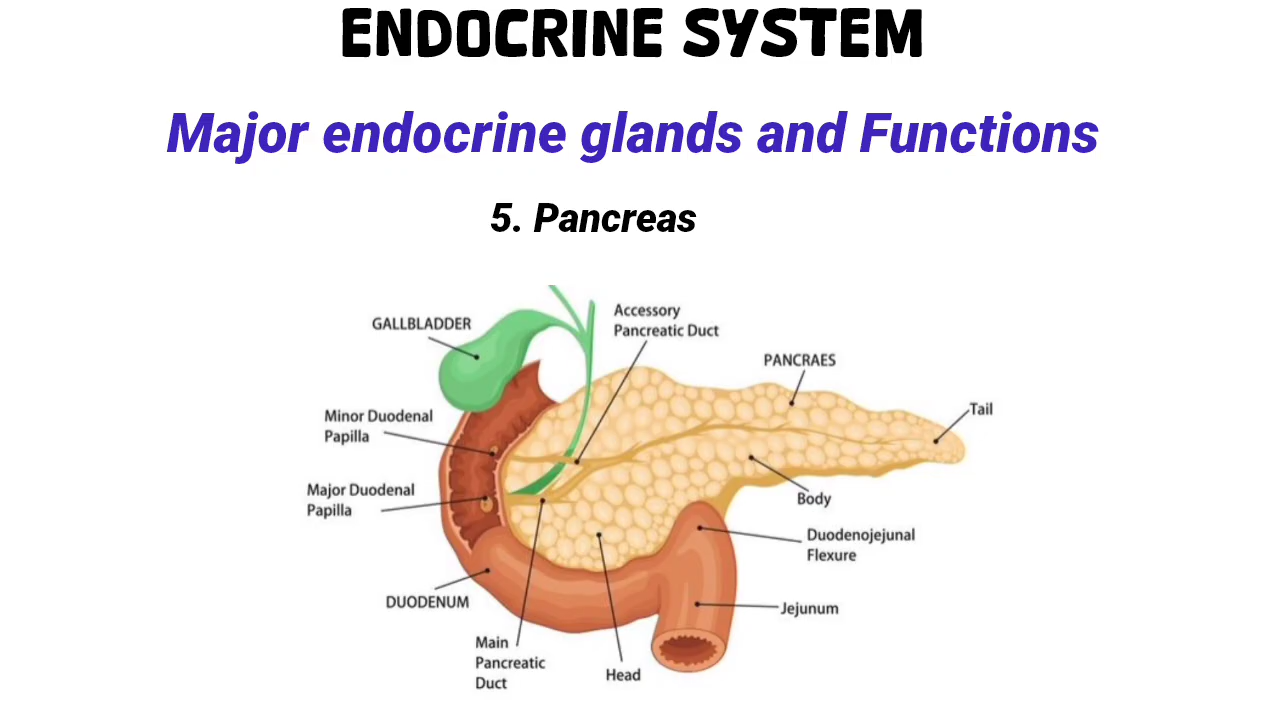 ENDOCRINE SYSTEM
Major endocrine glands and Functions
5. Pancreas
GALLBLADDER
Accessory
Pancreatic Duct
PANCRAES
Tail
Minor Duodenal
Papilla
Major Duodenal
Papilla
Body
Duodenojejunal
Flexure
DUODENUM
Jejunum
Main
Pancreatic
Duct
Head